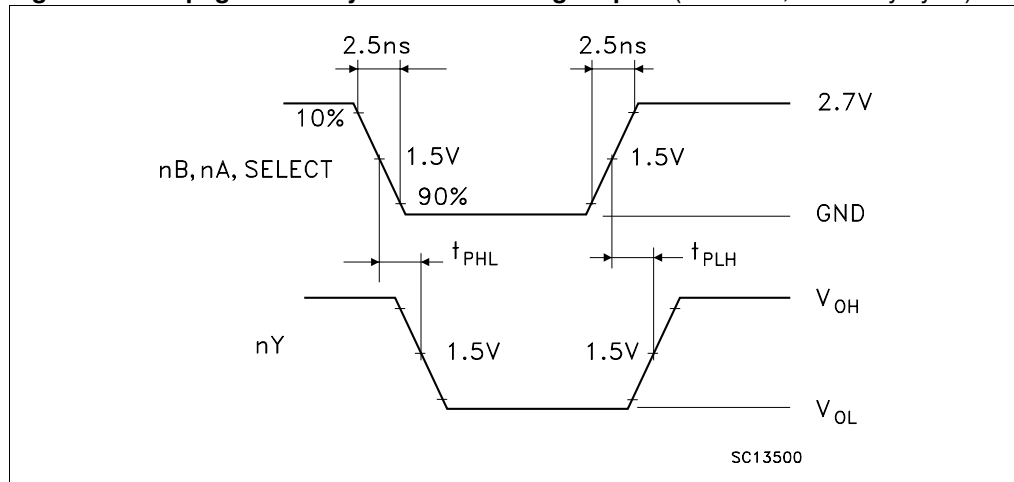 2.5ns 2.5ns
10% 2.7V
nB, nA, SELECT 1.5V 1.5V
90%
GND
tPHL tPLH
VOH
nY 1.5V 1.5V
VOL
SC13500